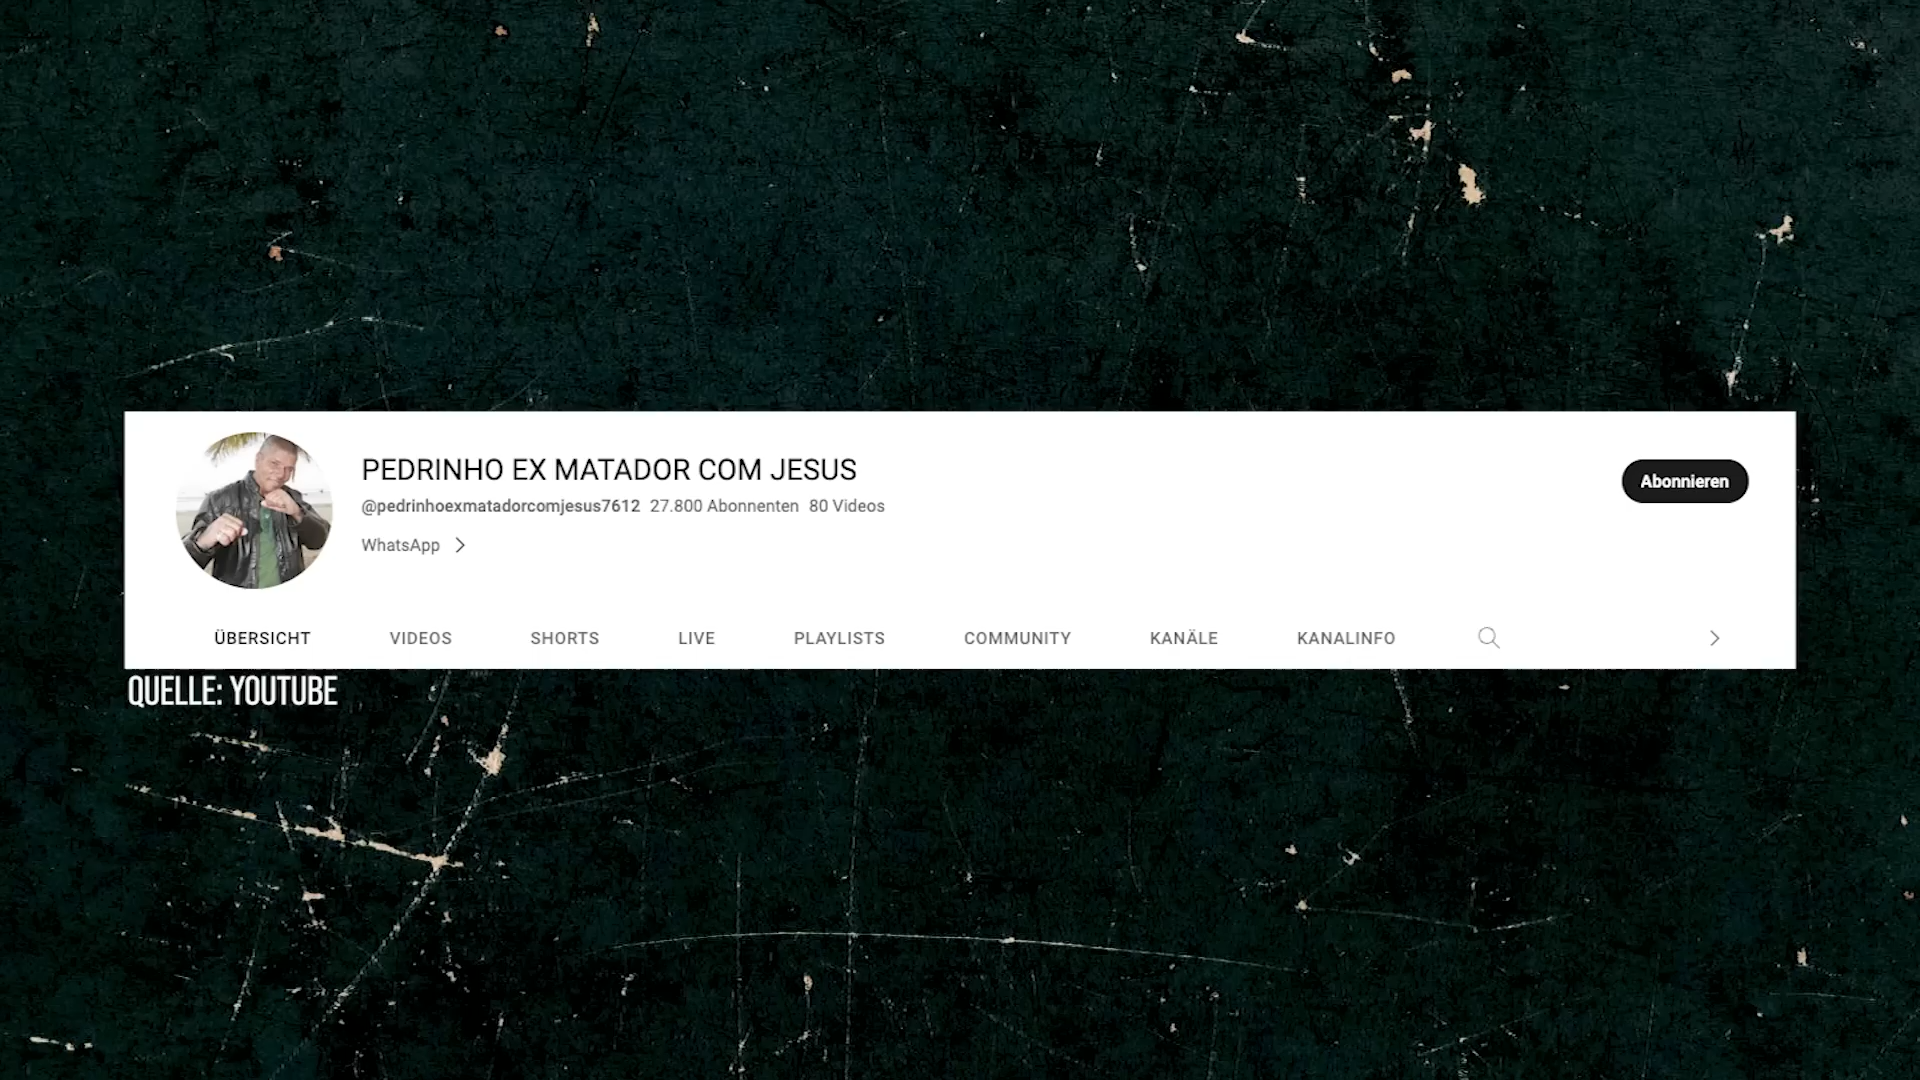 PEDRINHO EX MATADOR COM JESUS
@pedrinhoexmatadorcomjesus7612 27.800 Abonnenten 80 Videos
WhatsApp
Abonnieren
ÜBERSICHT VIDEOS SHORTS LIVE PLAYLISTS COMMUNITY KANÄLE KANALINFO
QUELLE: YOUTUBE